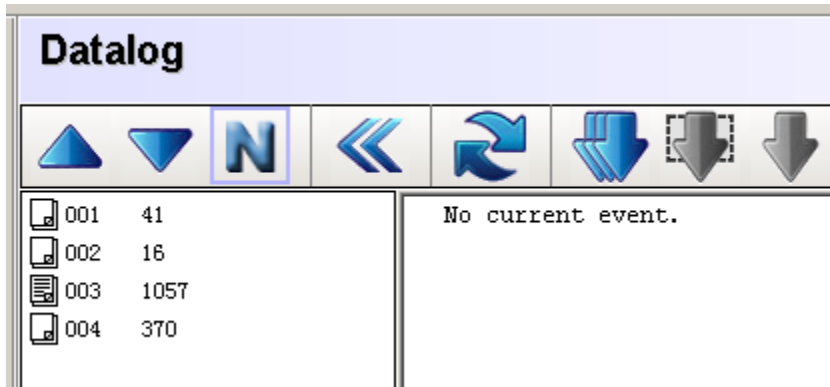 Datalog
N
001 41
002 16
003 1057
004 370
No current event.